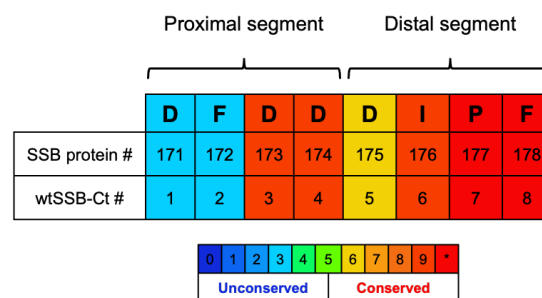 Proximal segment Distal segment
D F D D D I P F
SSB protein # 171 172 173 174 175 176 177 178
wtSSB-Ct # 1 2 3 4 5 6 7 8
0 1 2 3 4 5 6 7 8 9 *
Unconserved Conserved